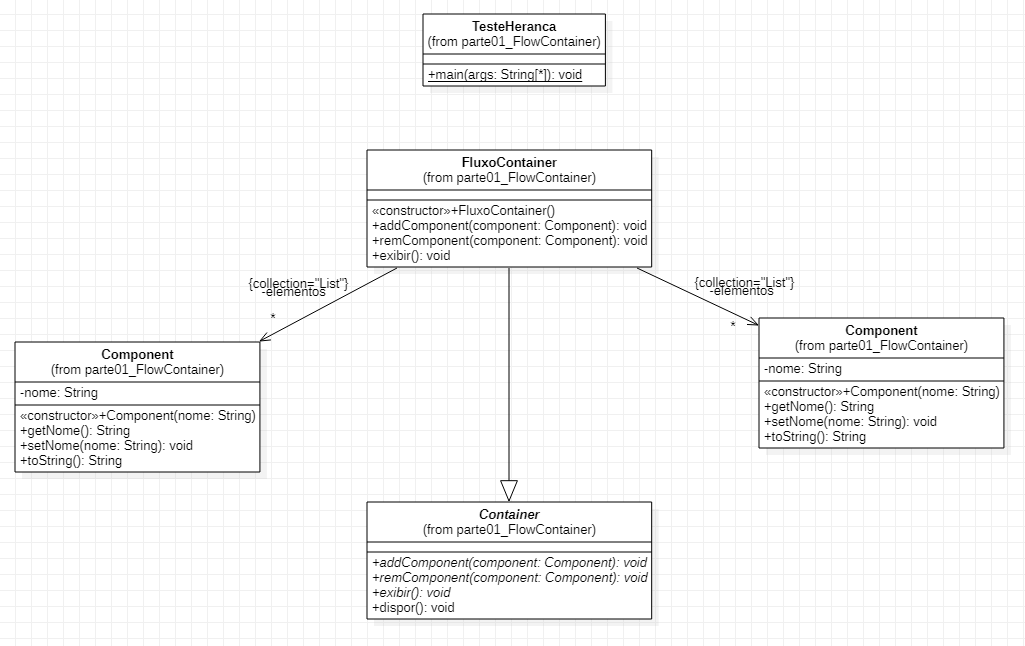 TesteHeranca
(from parte01_FlowContainer)
+main(args: String[*]): void
FluxoContainer
(from parte01_FlowContainer)
«constructor»+FluxoContainer()
+addComponent(component: Component): void
+remComponent(component: Component): void
+exibir(): void
{collection="List"}
-elementos
*
{collection="List"}
-elementos
*
Component
(from parte01_FlowContainer)
-nome: String
«constructor»+Component(nome: String)
+getNome(): String
+setNome(nome: String): void
+toString(): String
Component
(from parte01_FlowContainer)
-nome: String
«constructor»+Component(nome: String)
+getNome(): String
+setNome(nome: String): void
+toString(): String
Container
(from parte01_FlowContainer)
+addComponent(component: Component): void
+remComponent(component: Component): void
+exibir(): void
+dispor(): void